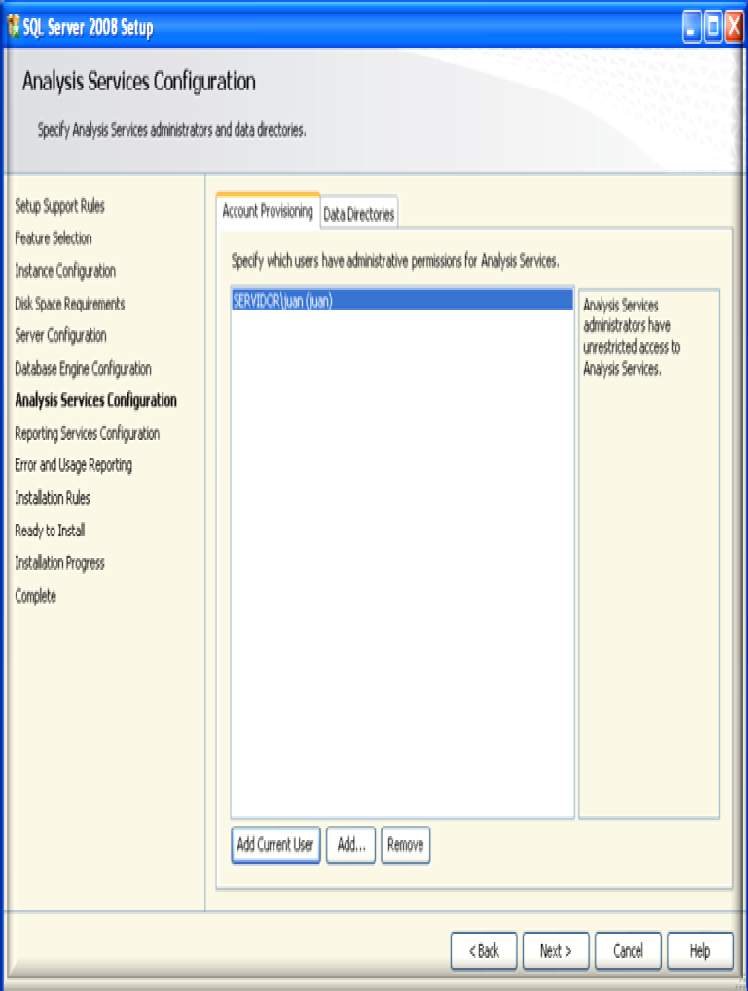 SQL Server 2008 Setup
Analysis Services Configuration
Specify Analysis Services administrators and data directories.
Setup Support Rules
Feature Selection
Instance Configuration
Disk Space Requirements
Server Configuration
Database Engine Configuration
Analysis Services Configuration
Reporting Services Configuration
Error and Usage Reporting
Installation Rules
Ready to Install
Installation Progress
Complete
Account Provisioning
Data Directories
Specify which users have administrative permissions for Analysis Services.
SERVIDOR\juan (juan)
Analysis Services
administrators have
unrestricted access to
Analysis Services.
Add Current User
Add...
Remove
< Back
Next >
Cancel
Help